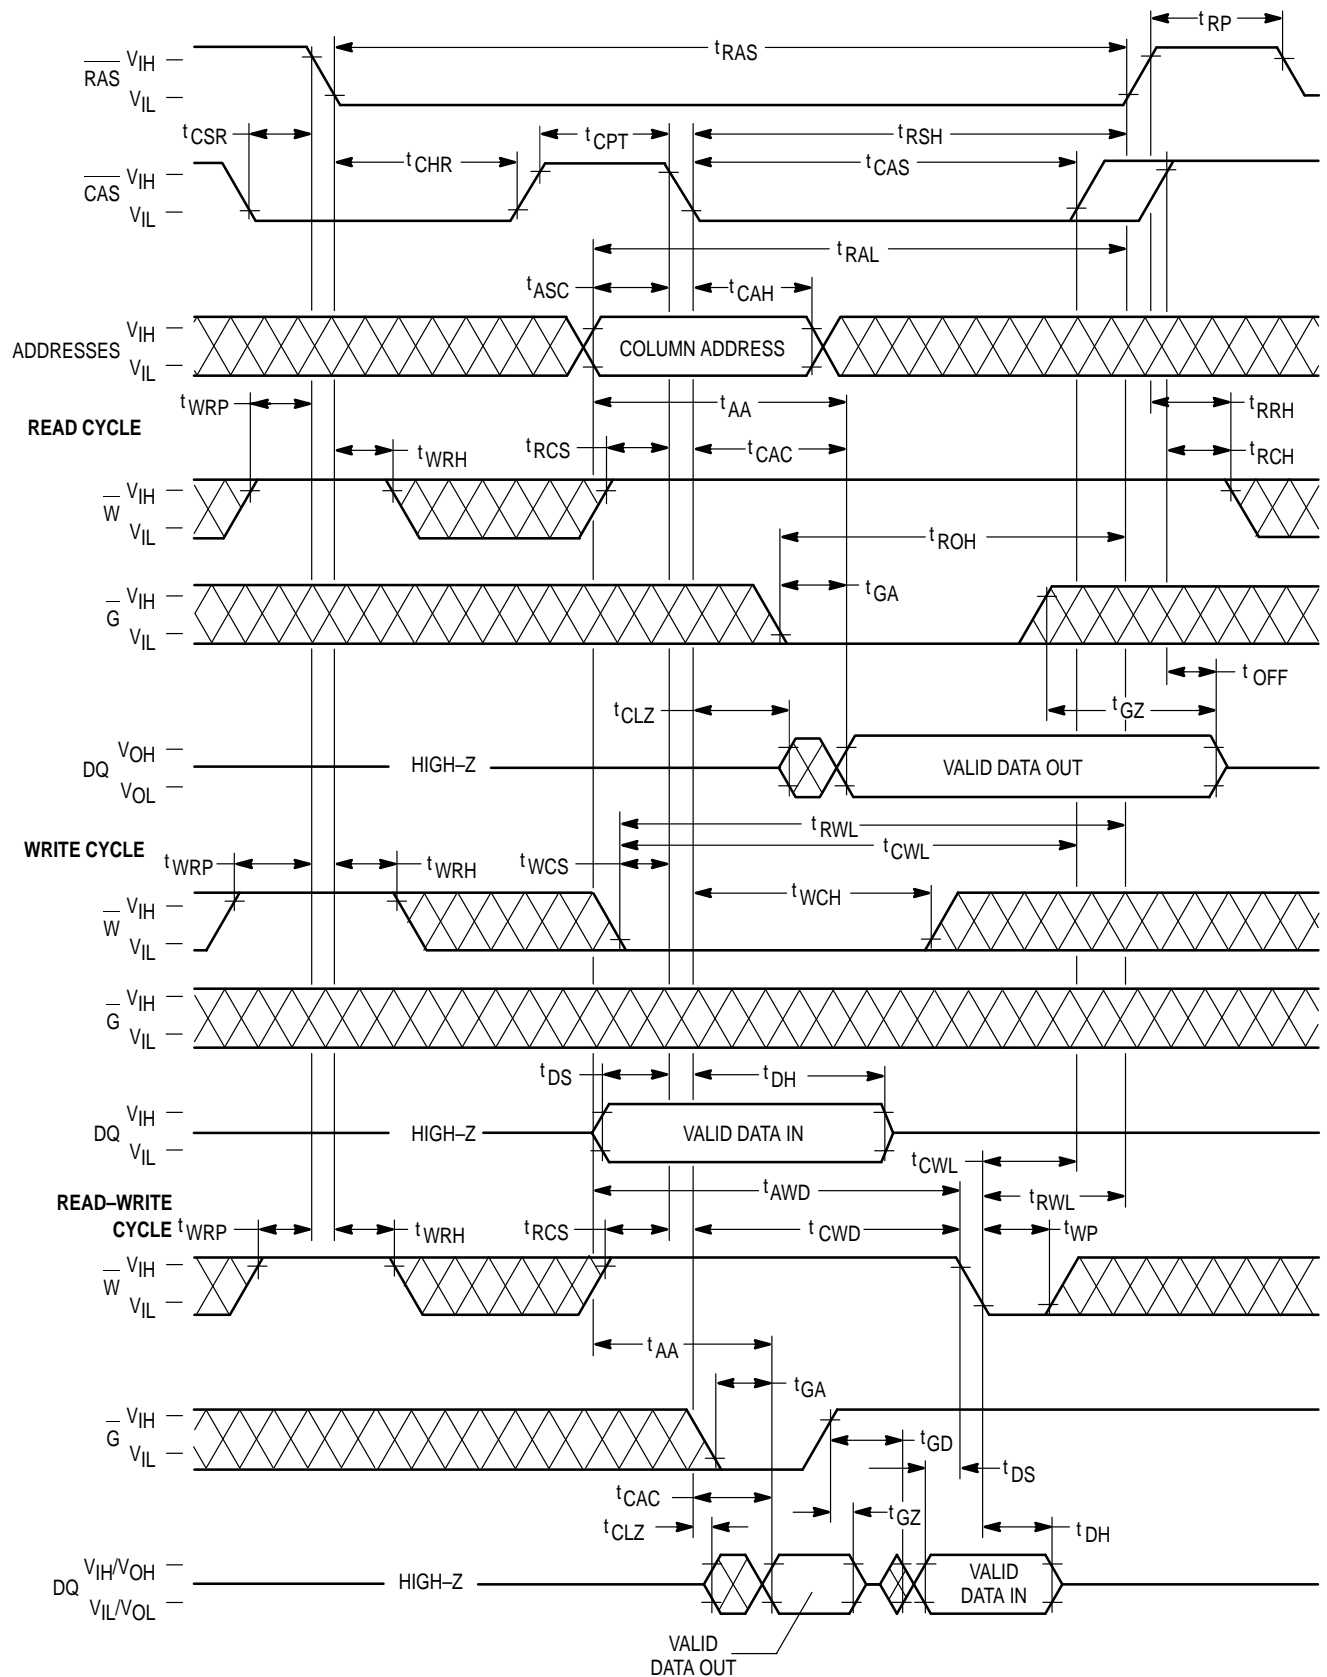 tRP
tRAS
RAS VIH
VIL
tCSR
tCPT
tRSH
tCHR
tCAS
CAS VIH
VIL
tRAL
tASC
tCAH
ADDRESSES VIH
VIL
COLUMN ADDRESS
tWRP
tAA
tRRH
READ CYCLE
tWRH
tRCS
tCAC
tRCH
W VIH
VIL
tROH
tGA
G VIH
VIL
tOFF
tCLZ
tGZ
DQ VOH
VOL
HIGH–Z
VALID DATA OUT
tRWL
WRITE CYCLE
tWRP
tWRH
tWCS
tCWL
tWCH
W VIH
VIL
G VIH
VIL
tDS
tDH
DQ VIH
VIL
HIGH–Z
VALID DATA IN
tCWL
tAWD
tRWL
READ–WRITE
CYCLE
tWRP
tWRH
tRCS
tCWD
tWP
W VIH
VIL
tAA
tGA
G VIH
VIL
tGD
tDS
tCAC
tGZ
tCLZ
tDH
DQ VIH/VOH
VIL/VOL
HIGH–Z
VALID
DATA IN
VALID
DATA OUT